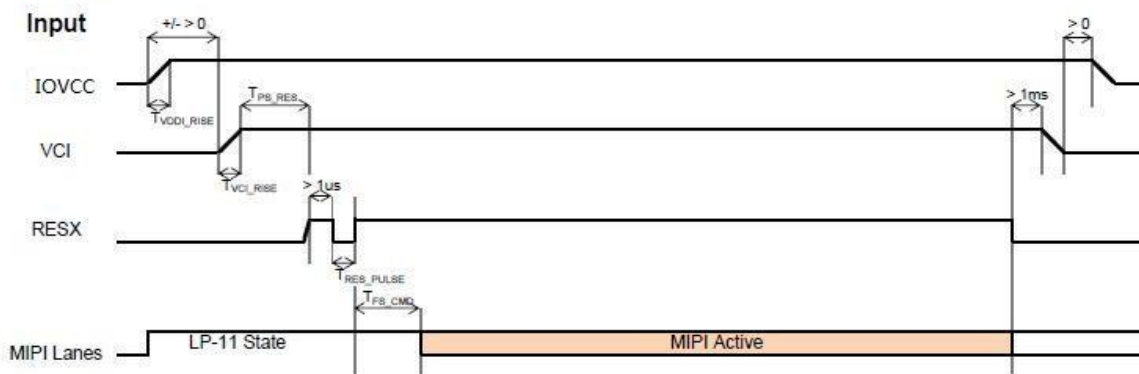 Input
+/- > 0
> 0
IOVCC
T_PS_RES
> 1ms
T_VDDI_RISE
VCI
T_VCI_RISE
> 1us
RESX
T_RES_PULSE
T_FS_CMD
LP-11 State
MIPI Active
MIPI Lanes